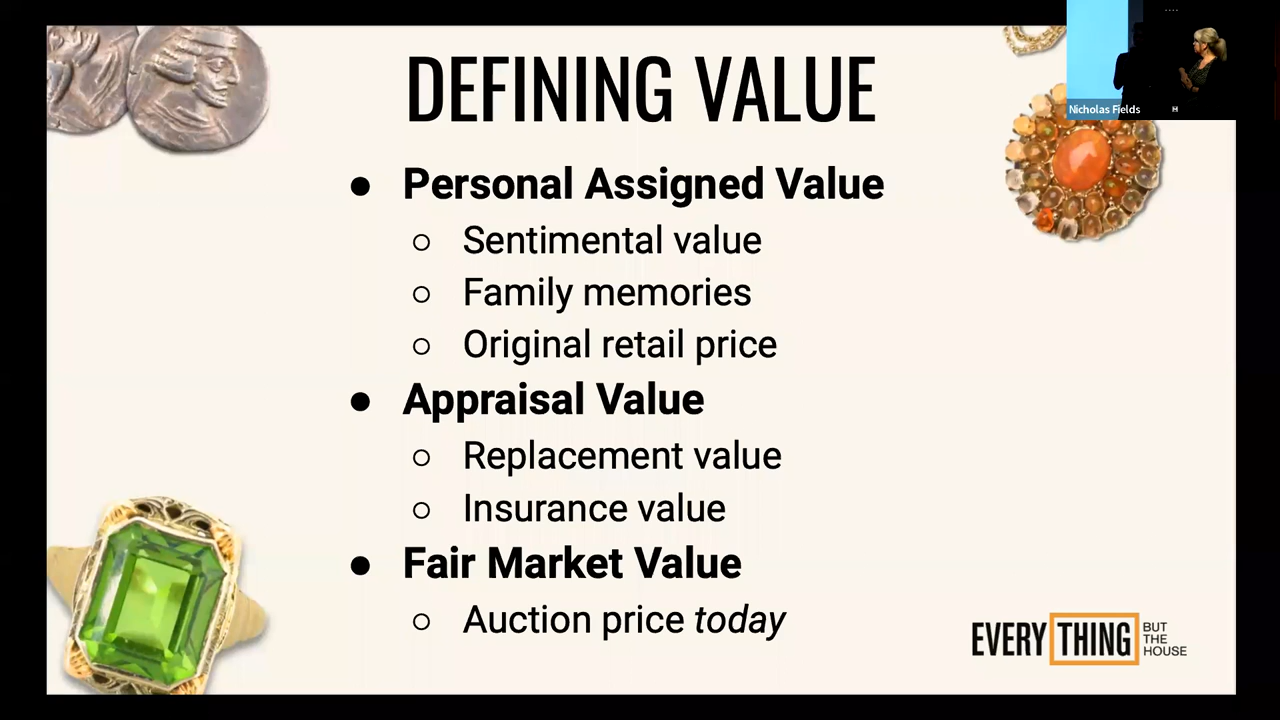 DEFINING VALUE
Nicholas Fields
● Personal Assigned Value
○ Sentimental value
○ Family memories
○ Original retail price
● Appraisal Value
○ Replacement value
○ Insurance value
● Fair Market Value
○ Auction price today
EVERY THING BUT
THE
HOUSE